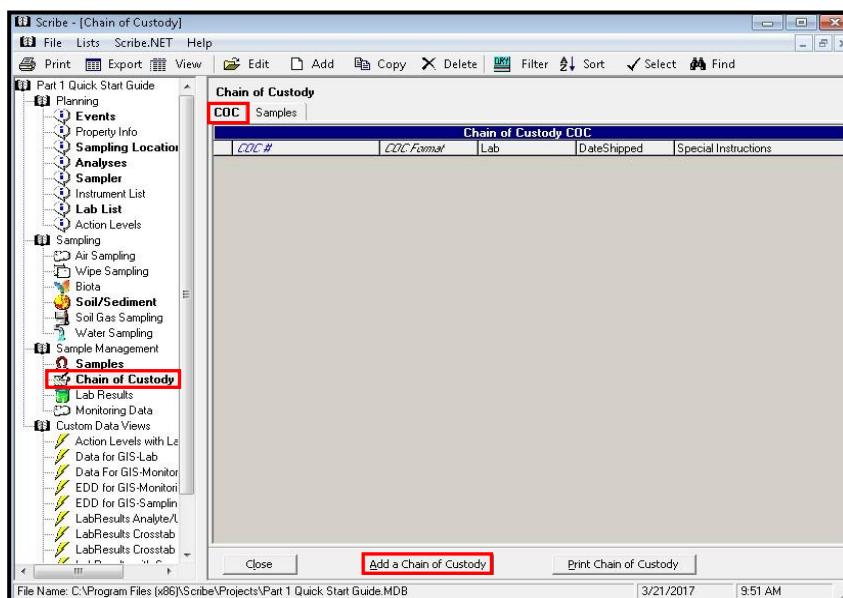 Scribe - [Chain of Custody]
File Lists Scribe.NET Help
Print Export View Edit Add Copy Delete QRY Filter Sort Select Find
Part 1 Quick Start Guide
Planning
Events
Property Info
Sampling Location
Analyses
Sampler
Instrument List
Lab List
Action Levels
Sampling
Air Sampling
Wipe Sampling
Biota
Soil/Sediment
Soil Gas Sampling
Water Sampling
Sample Management
Samples
Chain of Custody
Lab Results
Monitoring Data
Custom Data Views
Action Levels with La
Data for GIS-Lab
Data For GIS-Monitor
EDD for GIS-Monitori
EDD for GIS-Samplin
LabResults Analyte/L
LabResults Crosstab
LabResults Crosstab
Chain of Custody
COC Samples
Chain of Custody COC
COC # COC Format Lab DateShipped Special Instructions
Close Add a Chain of Custody Print Chain of Custody
File Name: C:\Program Files (x86)\Scribe\Projects\Part 1 Quick Start Guide.MDB 3/21/2017 9:51 AM